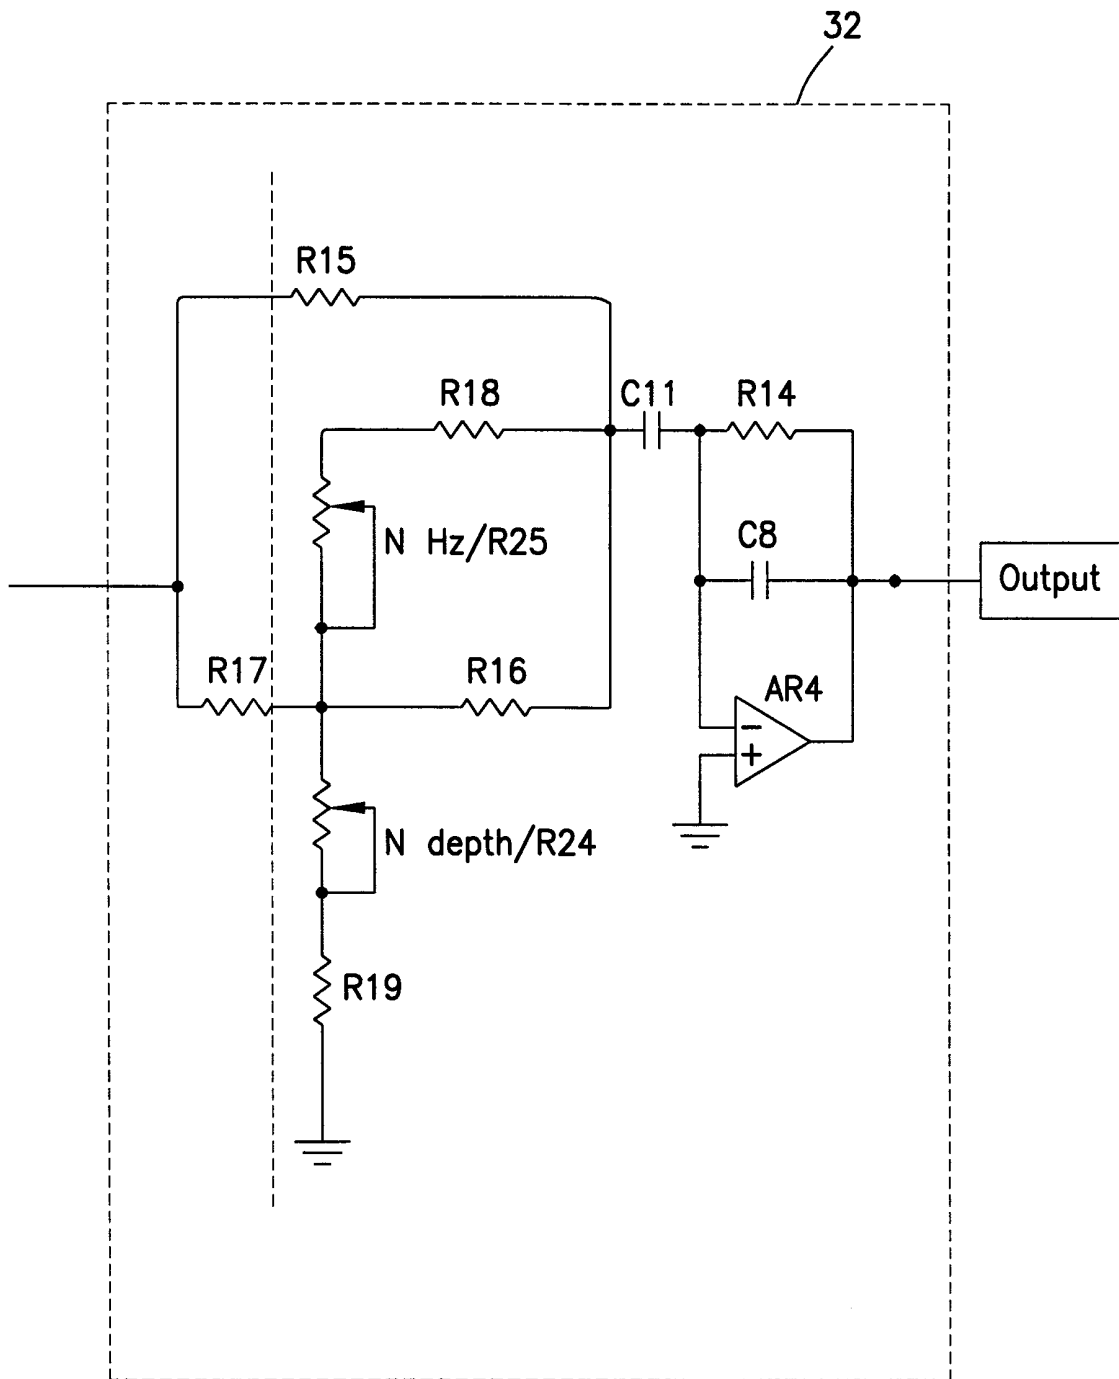 32
R15
R18
C11
R14
N Hz/R25
C8
Output
R17
R16
AR4
−
+
N depth/R24
R19